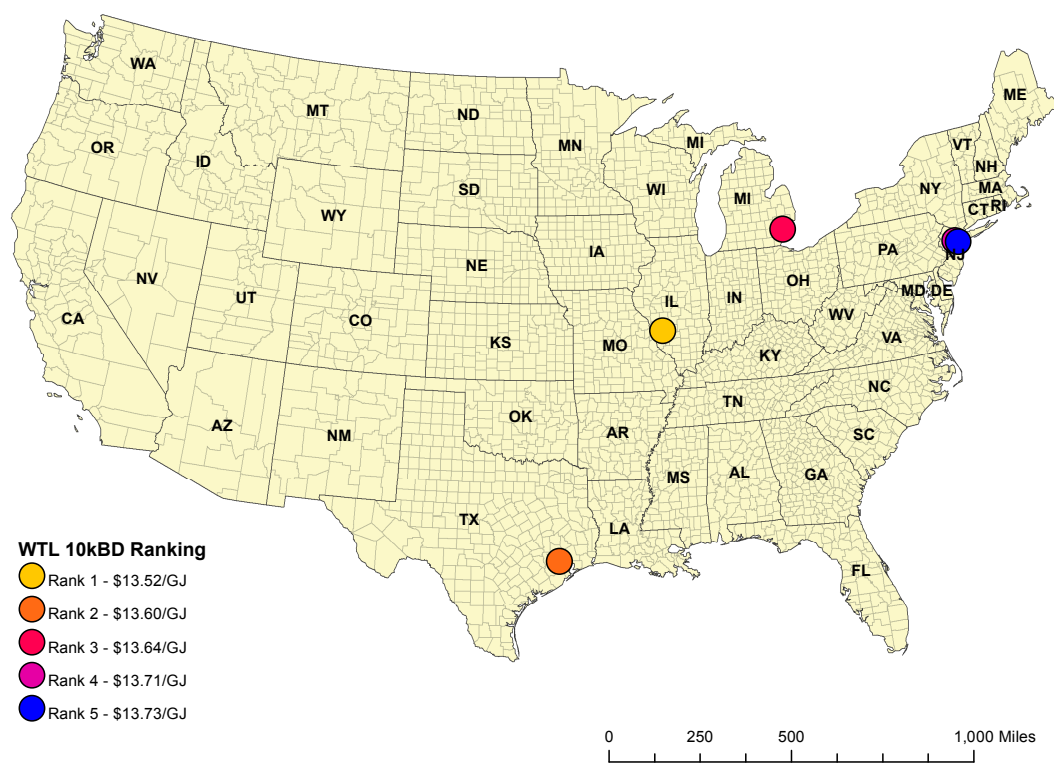 WA
MT
ND
MN
ME
OR
ID
SD
WI
MI
MI
VT
NH
NY
MA
CT
RI
WY
IA
NE
PA
NJ
NV
UT
CO
IL
IN
OH
MD
DE
WV
CA
KS
MO
KY
VA
NC
TN
AZ
NM
OK
AR
SC
MS
AL
GA
TX
LA
FL
WTL 10kBD Ranking
Rank 1 - $13.52/GJ
Rank 2 - $13.60/GJ
Rank 3 - $13.64/GJ
Rank 4 - $13.71/GJ
Rank 5 - $13.73/GJ
0 250 500 1,000 Miles